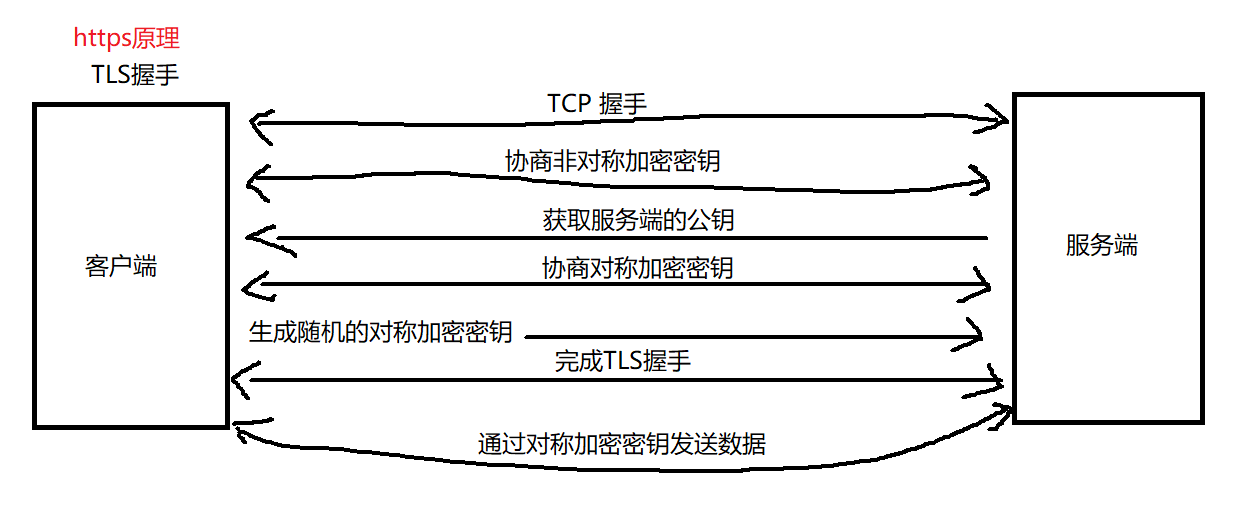 https原理
TLS握手
TCP 握手
协商非对称加密密钥
获取服务端的公钥
服务端
客户端
协商对称加密密钥
生成随机的对称加密密钥
完成TLS握手
通过对称加密密钥发送数据